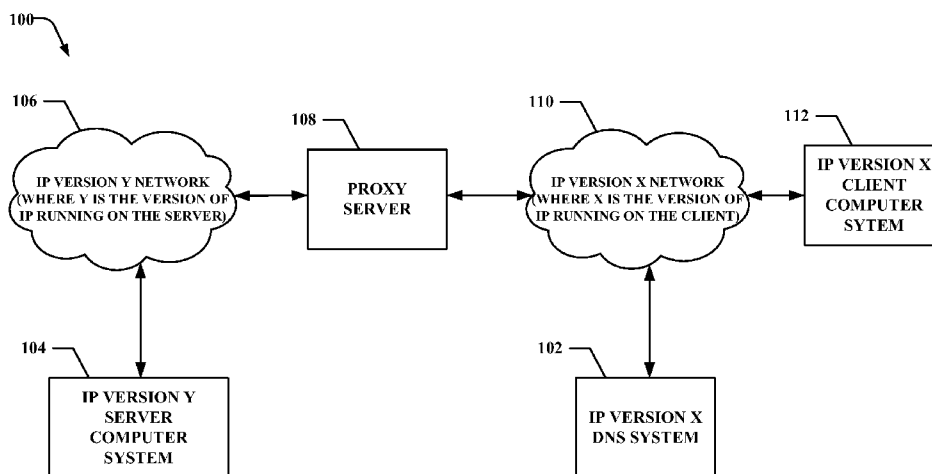 100
106
108
110
112
IP VERSION Y NETWORK
(WHERE Y IS THE VERSION OF
IP RUNNING ON THE SERVER)
PROXY
SERVER
IP VERSION X NETWORK
(WHERE X IS THE VERSION OF
IP RUNNING ON THE CLIENT)
IP VERSION X
CLIENT
COMPUTER
SYTEM
104
102
IP VERSION Y
SERVER
COMPUTER
SYSTEM
IP VERSION X
DNS SYSTEM